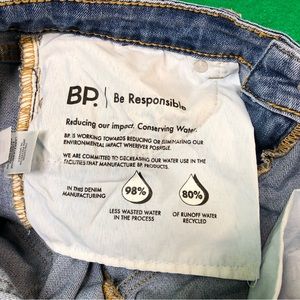 BP. | Be Responsible
Reducing our impact. Conserving Water.
BP. IS WORKING TOWARDS REDUCING OR ELIMINATING OUR
ENVIRONMENTAL IMPACT WHEREVER POSSIBLE.
WE ARE COMMITTED TO DECREASING OUR WATER USE IN THE
FACILITIES THAT MANUFACTURE BP. PRODUCTS.
IN THIS DENIM
MANUFACTURING
98%
LESS WASTED WATER
IN THE PROCESS
80%
OF RUNOFF WATER
RECYCLED